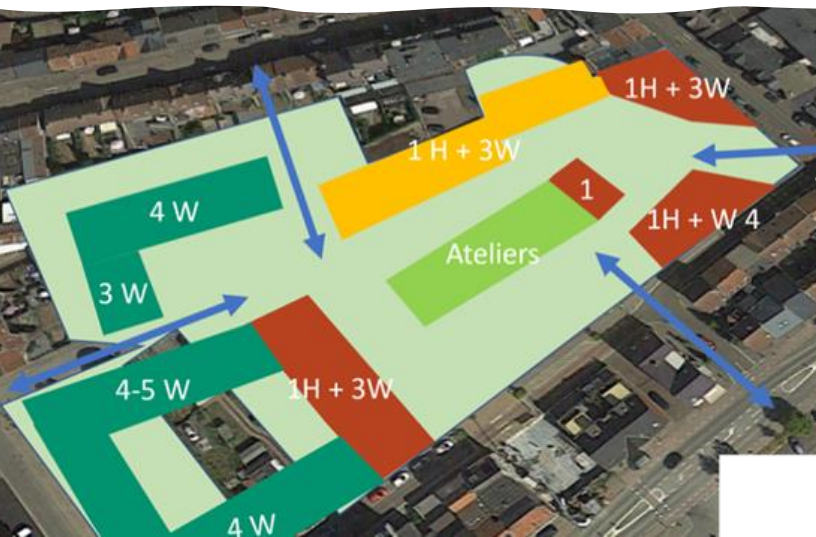 1H + 3W
1 H + 3W
4 W
1
1H + W 4
Ateliers
3 W
4-5 W
1H + 3W
4 W